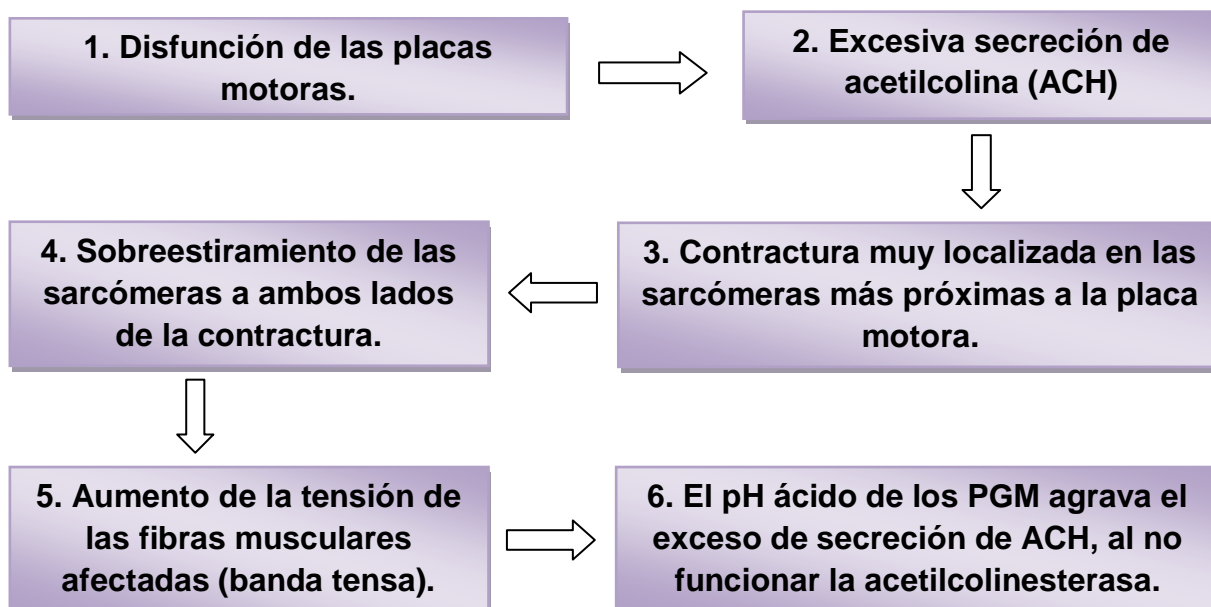 1. Disfunción de las placas
motoras.
2. Excesiva secreción de
acetilcolina (ACH)
3. Contractura muy localizada en las
sarcómeras más próximas a la placa
motora.
4. Sobreestiramiento de las
sarcómeras a ambos lados
de la contractura.
5. Aumento de la tensión de
las fibras musculares
afectadas (banda tensa).
6. El pH ácido de los PGM agrava el
exceso de secreción de ACH, al no
funcionar la acetilcolinesterasa.